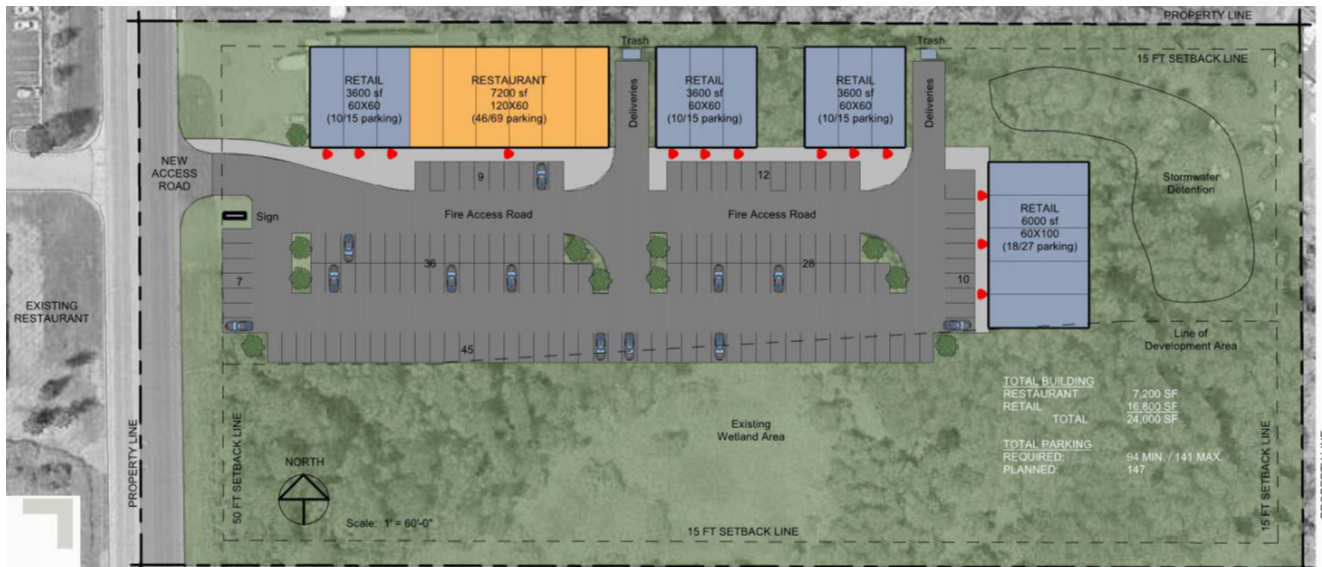 PROPERTY LINE
15 FT SETBACK LINE
Trash
Trash
RETAIL
3600 sf
60X60
(10/15 parking)
RESTAURANT
7200 sf
120X60
(46/69 parking)
Deliveries
RETAIL
3600 sf
60X60
(10/15 parking)
RETAIL
3600 sf
60X60
(10/15 parking)
Deliveries
NEW
ACCESS
ROAD
9
12
Stormwater
Detention
Sign
Fire Access Road
Fire Access Road
RETAIL
6000 sf
60X100
(18/27 parking)
7
36
28
10
EXISTING
RESTAURANT
45
Line of
Development Area
TOTAL BUILDING
RESTAURANT 7,200 SF
RETAIL 16,800 SF
TOTAL 24,000 SF
TOTAL PARKING
REQUIRED: 94 MIN. / 141 MAX.
PLANNED: 147
Existing
Wetland Area
PROPERTY LINE
50 FT SETBACK LINE
NORTH
Scale: 1' = 60'-0"
15 FT SETBACK LINE
15 FT SETBACK LINE
PROPERTY LINE